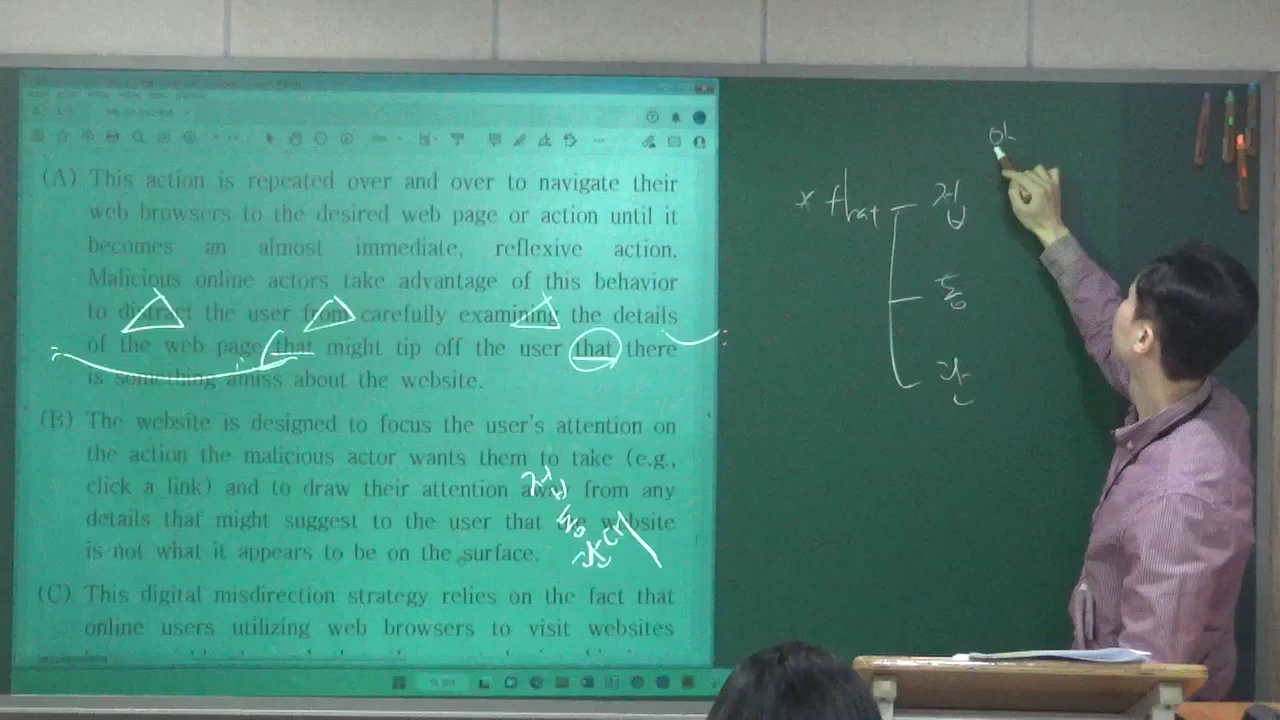 (A) This action is repeated over and over to navigate their
web browsers to the desired web page or action until it
becomes an almost immediate, reflexive action.
Malicious online actors take advantage of this behavior
to distract the user from carefully examining the details
of the web page that might tip off the user that there
is something amiss about the website.
(B) The website is designed to focus the user's attention on
the action the malicious actor wants them to take (e.g.,
click a link) and to draw their attention away from any
details that might suggest to the user that the website
is not what it appears to be on the surface.
(C) This digital misdirection strategy relies on the fact that
online users utilizing web browsers to visit websites
* that
접
동
관